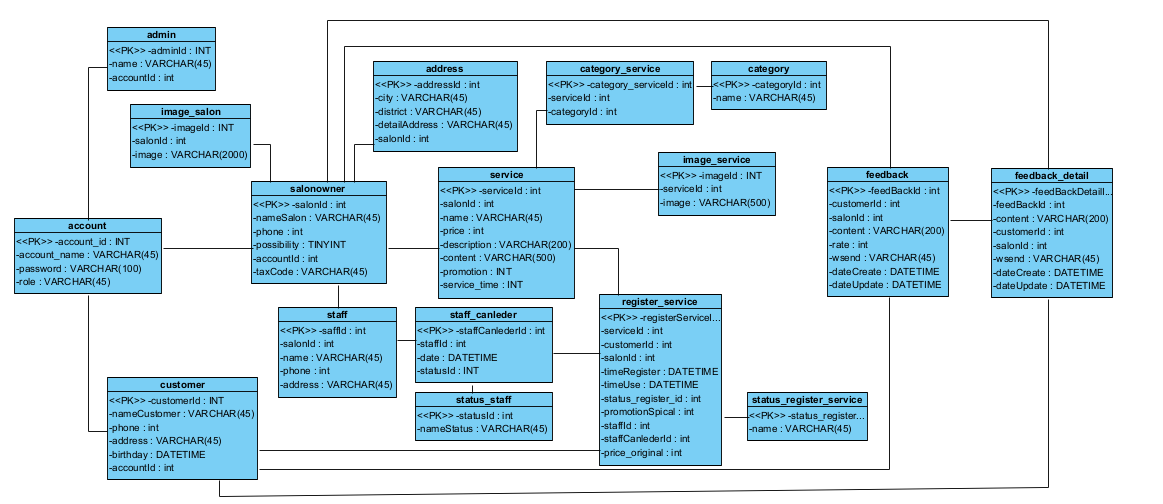 admin
<<PK>> -adminId : INT
-name : VARCHAR(45)
-accountId : int
image_salon
<<PK>> -imageId : INT
-salonId : int
-image : VARCHAR(2000)
address
<<PK>> -addressId : int
-city : VARCHAR(45)
-district : VARCHAR(45)
-detailAddress : VARCHAR(45)
-salonId : int
category_service
<<PK>> -category_serviceId : int
-serviceId : int
-categoryId : int
category
<<PK>> -categoryId : int
-name : VARCHAR(45)
image_service
<<PK>> -imageId : INT
-serviceId : int
-image : VARCHAR(500)
salonowner
<<PK>> -salonId : int
-nameSalon : VARCHAR(45)
-phone : int
-possibility : TINYINT
-accountId : int
-taxCode : VARCHAR(45)
service
<<PK>> -serviceId : int
-salonId : int
-name : VARCHAR(45)
-price : int
-description : VARCHAR(200)
-content : VARCHAR(500)
-promotion : INT
-service_time : INT
feedback
<<PK>> -feedBackId : int
-customerId : int
-salonId : int
-content : VARCHAR(200)
-rate : int
-wsend : VARCHAR(45)
-dateCreate : DATETIME
-dateUpdate : DATETIME
feedback_detail
<<PK>> -feedBackDetaill...
-feedBackId : int
-content : VARCHAR(200)
-customerId : int
-salonId : int
-wsend : VARCHAR(45)
-dateCreate : DATETIME
-dateUpdate : DATETIME
account
<<PK>> -account_id : INT
-account_name : VARCHAR(45)
-password : VARCHAR(100)
-role : VARCHAR(45)
staff
<<PK>> -saffId : int
-salonId : int
-name : VARCHAR(45)
-phone : int
-address : VARCHAR(45)
staff_canleder
<<PK>> -staffCanlederId : int
-staffId : int
-date : DATETIME
-statusId : INT
register_service
<<PK>> -registerServiceI...
-serviceId : int
-customerId : int
-salonId : int
-timeRegister : DATETIME
-timeUse : DATETIME
-status_register_id : int
-promotionSpical : int
-staffId : int
-staffCanlederId : int
-price_original : int
customer
<<PK>> -customerId : INT
-nameCustomer : VARCHAR(45)
-phone : int
-address : VARCHAR(45)
-birthday : DATETIME
-accountId : int
status_staff
<<PK>> -statusId : int
-nameStatus : VARCHAR(45)
status_register_service
<<PK>> -status_register...
-name : VARCHAR(45)